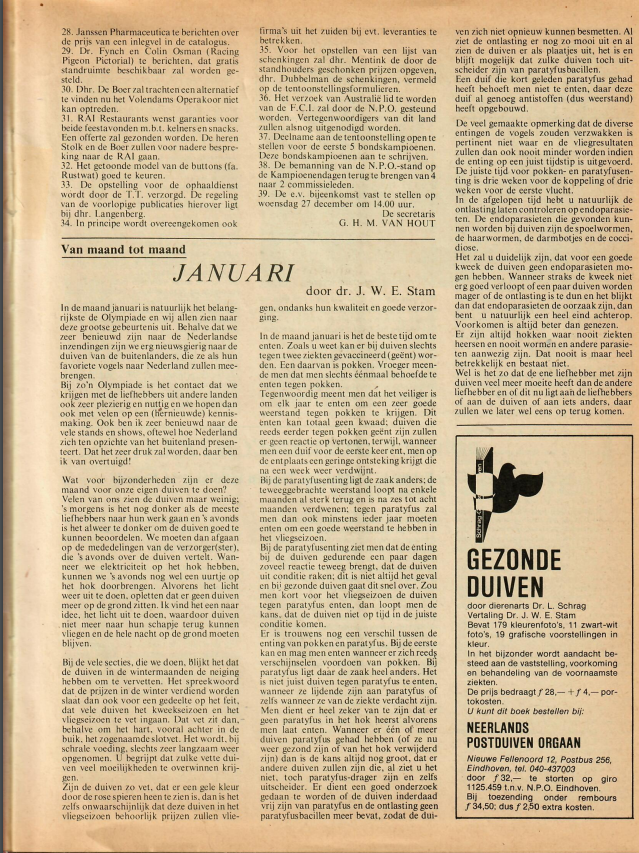 28. Janssen Pharmaceutica te berichten over
de prijs van een inlegvel in de catalogus.
29. Dr. Fynch en Colin Osman (Racing
Pigeon Pictorial) te berichten, dat gratis
standruimte beschikbaar zal worden ge-
steld.
30. Dhr. De Boer zal trachten een alternatief
te vinden nu het Volendams Operakoor niet
kan optreden.
31. RAI Restaurants wenst garanties voor
beide feestavonden m.b.t. kelners en snacks.
Een offerte zal gezonden worden. De heren
Stolk en de Boer zullen voor nadere bespre-
king naar de RAI gaan.
32. Het getoonde model van de buttons (fa.
Rustwat) goed te keuren.
33. De opstelling voor de ophaaldienst
wordt door de T.T. verzorgd. De regeling
van de voorlopige publicaties hierover ligt
bij dhr. Langenberg.
34. In principe wordt overeengekomen ook
firma's uit het zuiden bij evt. leveranties te
betrekken.
35. Voor het opstellen van een lijst van
schenkingen zal dhr. Mentink de door de
standhouders geschonken prijzen opgeven,
dhr. Dubbelman de schenkingen, vermeld
op de tentoonstellingsformulieren.
36. Het verzoek van Australië lid te worden
van de F.C.I. zal door de N.P.O. gesteund
worden. Vertegenwoordigers van dit land
zullen alsnog uitgenodigd worden.
37. Deelname aan de tentoonstelling open te
stellen voor de eerste 5 bondskampioenen.
Deze bondskampioenen aan te schrijven.
38. De bemanning van de N.P.O.-stand op
de Kampioenendagen terug te brengen van 4
naar 2 commissieleden.
39. De e.v. bijeenkomst vast te stellen op
woensdag 27 december om 14.00 uur.
De secretaris
G. H. M. VAN HOUT
Van maand tot maand
JANUARI
door dr. J. W. E. Stam
In de maand januari is natuurlijk het belang-
rijkste de Olympiade en wij allen zien naar
deze grootse gebeurtenis uit. Behalve dat we
zeer benieuwd zijn naar de Nederlandse
inzendingen zijn we erg nieuwsgierig naar de
duiven van de buitenlanders, die ze als hun
favoriete vogels naar Nederland zullen mee-
brengen.
Bij zo'n Olympiade is het contact dat we
krijgen met de liefhebbers uit andere landen
ook zeer plezierig en nuttig en we hopen dan
ook met velen op een (hernieuwde) kennis-
making. Ook ben ik zeer benieuwd naar de
vele stands en shows, oftewel hoe Nederland
zich ten opzichte van het buitenland presen-
teert. Dat het zeer druk zal worden, daar ben
ik van overtuigd!
Wat voor bijzonderheden zijn er deze
maand voor onze eigen duiven te doen?
Velen van ons zien de duiven maar weinig;
's morgens is het nog donker als de meeste
liefhebbers naar hun werk gaan en 's avonds
is het alweer te donker om de duiven goed te
kunnen beoordelen. We moeten dan afgaan
op de mededelingen van de verzorger(ster),
die 's avonds over de duiven vertelt. Wan-
neer we elektriciteit op het hok hebben,
kunnen we 's avonds nog wel een uurtje op
het hok doorbrengen. Alvorens het licht
weer uit te doen, opletten dat er geen duiven
meer op de grond zitten. Ik vind het een naar
idee, het licht uit te doen, waardoor duiven
niet meer naar hun schapje terug kunnen
vliegen en de hele nacht op de grond moeten
blijven.
Bij de vele secties, die we doen, blijkt het dat
de duiven in de wintermaanden de neiging
hebben om te vervetten. Het spreekwoord
dat de prijzen in de winter verdiend worden
slaat dan ook voor een gedeelte op het feit,
dat vele duiven het kweekseizoen en het
vliegseizoen te vet ingaan. Dat vet zit dan,
behalve om het hart, vooral achter in de
buik, het zogenaamde slotvet. Het wordt, bij
schrale voeding, slechts zeer langzaam weer
opgenomen. U begrijpt dat zulke vette dui-
ven veel moeilijkheden te overwinnen krij-
gen.
Zijn de duiven zo vet, dat er een gele kleur
door de rose spieren heen te zien is, dan is het
zelfs onwaarschijnlijk dat deze duiven in het
vliegseizoen behoorlijk prijzen zullen vlie-
gen, ondanks hun kwaliteit en goede verzor-
ging.
In de maand januari is het de beste tijd om te
enten. Zoals u weet kan er bij duiven slechts
tegen twee ziekten gevaccineerd (geënt) wor-
den. Een daarvan is pokken. Vroeger meen-
de men dat men slechts éénmaal behoefde te
enten tegen pokken.
Tegenwoordig meent men dat het veiliger is
om elk jaar te enten om een zeer goede
weerstand tegen pokken te krijgen. Dit
enten kan totaal geen kwaad; duiven die
reeds eerder tegen pokken geënt zijn zullen
er geen reactie op vertonen, terwijl, wanneer
men een duif voor de eerste keer ent, men op
de entplaats een geringe ontsteking krijgt die
na een week weer verdwijnt.
Bij de paratyfusenting ligt de zaak anders; de
teweeggebrachte weerstand loopt na enkele
maanden al sterk terug en is na zes tot acht
maanden verdwenen; tegen paratyfus zal
men dan ook minstens ieder jaar moeten
enten om een goede weerstand te hebben in
het vliegseizoen.
Bij de paratyfusenting ziet men dat de enting
bij de duiven gedurende een paar dagen
zoveel reactie teweeg brengt, dat de duiven
uit conditie raken; dit is niet altijd het geval
en bij gezonde duiven gaat dit snel over. Zou
men kort voor het vliegseizoen de duiven
tegen paratyfus enten, dan loopt men de
kans, dat de duiven niet op tijd in de juiste
conditie komen.
Er is trouwens nog een verschil tussen de
enting van pokken en paratyfus. Bij de eerste
kan en mag men enten wanneer er zich reeds
verschijnselen voordoen van pokken. Bij
paratyfus ligt daar de zaak heel anders. Het
is niet juist duiven tegen paratyfus te enten,
wanneer ze lijdende zijn aan paratyfus of
zelfs wanneer ze van de ziekte verdacht zijn.
Men dient er heel zeker van te zijn dat er
geen paratyfus in het hok heerst alvorens
men laat enten. Wanneer er één of meer
duiven paratyfus gehad hebben (of ze nu
weer gezond zijn of van het hok verwijderd
zijn) dan is de kans altijd nog groot, dat er
andere duiven zullen zijn die, al ziet u het
niet, toch paratyfus-drager zijn en zelfs
uitscheider. Er dient een goed onderzoek
gedaan te worden of de duiven inderdaad
vrij zijn van paratyfus en de ontlasting geen
paratyfusbacillen meer bevat, zodat de dui-
ven zich niet opnieuw kunnen besmetten. Al
ziet de ontlasting er nog zo mooi uit en al
zien de duiven er als plaatjes uit, het is en
blijft mogelijk dat zulke duiven toch uit-
scheider zijn van paratyfusbacillen.
Een duif die kort geleden paratyfus gehad
heeft behoeft men niet te enten, daar deze
duif al genoeg antistoffen (dus weerstand)
heeft opgebouwd.
De veel gemaakte opmerking dat de diverse
entingen de vogels zouden verzwakken is
pertinent niet waar en de vliegresultaten
zullen dan ook nooit minder worden indien
de enting op een juist tijdstip is uitgevoerd.
De juiste tijd voor pokken- en paratyfusen-
ting is drie weken voor de koppeling of drie
weken voor de eerste vlucht.
In de afgelopen tijd hebt u natuurlijk de
ontlasting laten controleren op endoparasie-
ten. De endoparasieten die gevonden kun-
nen worden bij duiven zijn de spoelwormen,
de haarwormen, de darmbotjes en de cocci-
diose.
Het zal u duidelijk zijn, dat voor een goede
kweek de duiven geen endoparasieten mo-
gen hebben. Wanneer straks de kweek niet
erg goed verloopt of een paar duiven worden
mager of de ontlasting is te dun en het blijkt
dan dat endoparasieten de oorzaak zijn, dan
bent u natuurlijk heel een eind achterop.
Voorkomen is altijd beter dan genezen.
Er zijn altijd hokken waar nooit ziekten
heersen en nooit wormen en andere parasie-
ten aanwezig zijn. Dat nooit is maar heel
betrekkelijk en bestaat niet.
Wel is het zo dat de ene liefhebber met zijn
duiven veel meer moeite heeft dan de andere
liefhebber en of dit nu ligt aan de liefhebbers
of aan de duiven of aan iets anders, daar
zullen we u later wel eens op terug komen.
GEZONDE
DUIVEN
door dierenarts Dr. L. Schrag
Vertaling Dr. J. W. E. Stam
Bevat 179 kleurenfoto's, 11 zwart-wit
foto's, 19 grafische voorstellingen in
kleur.
In het bijzonder wordt aandacht be-
steed aan de vaststelling, voorkoming
en behandeling van de voornaamste
ziekten.
De prijs bedraagt ƒ 28,— + ƒ 4,— por-
tokosten.
U kunt dit boek bestellen bij:
NEERLANDS
POSTDUIVEN ORGAAN
Nieuwe Fellenoord 12, Postbus 256,
Eindhoven, tel. 040-437003
door ƒ 32,— te storten op giro
1125.459 t.n.v. N.P.O. Eindhoven.
Bij toezending onder rembours
ƒ 34,50; dus ƒ 2,50 extra kosten.